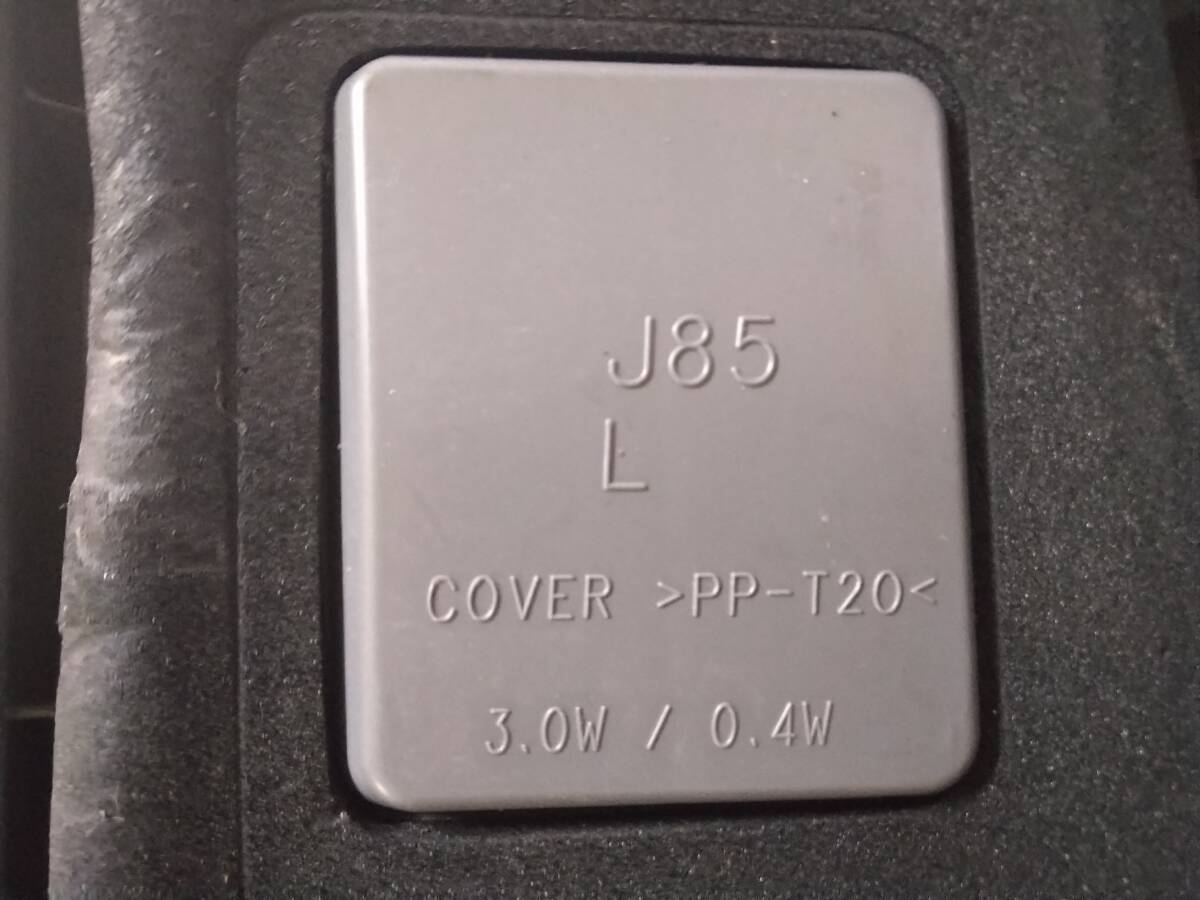 J85
L
COVER >PP-T20<
3.0W / 0.4W